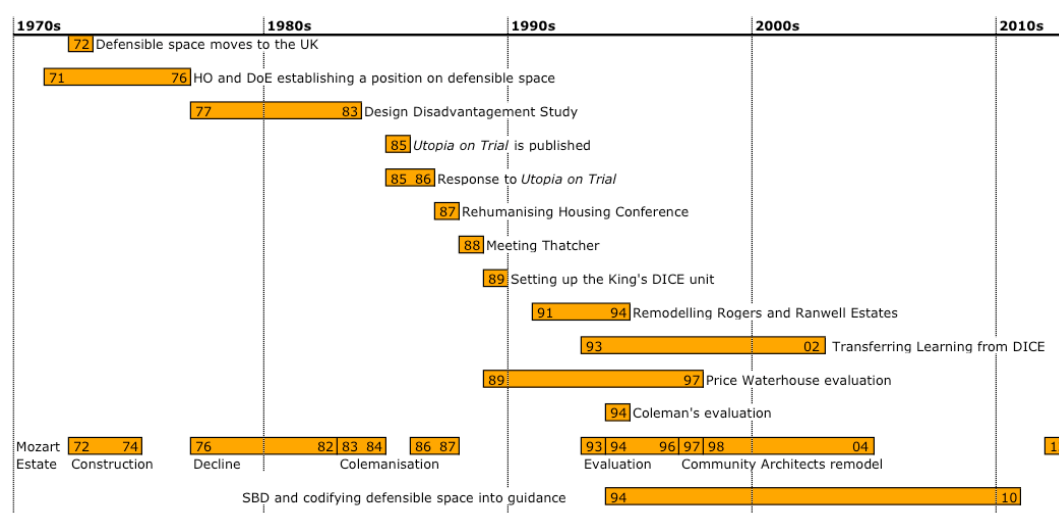 1970s 1980s 1990s 2000s 2010s
72 Defensible space moves to the UK
71 76 HO and DoE establishing a position on defensible space
77 83 Design Disadvantage Study
85 Utopia on Trial is published
85 86 Response to Utopia on Trial
87 Rehumanising Housing Conference
88 Meeting Thatcher
89 Setting up the King's DICE unit
91 94 Remodelling Rogers and Ranwell Estates
93 02 Transferring Learning from DICE
89 97 Price Waterhouse evaluation
94 Coleman's evaluation
Mozart 72 74 76 82 83 84 86 87 93 94 96 97 98 04 1
Estate Construction Decline Colemanisation Evaluation Community Architects remodel
SBD and codifying defensible space into guidance 94 10